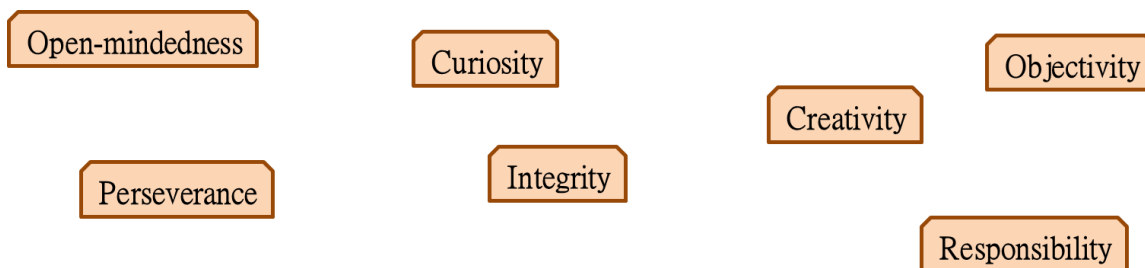 Open-mindedness
Curiosity
Objectivity
Creativity
Perseverance
Integrity
Responsibility